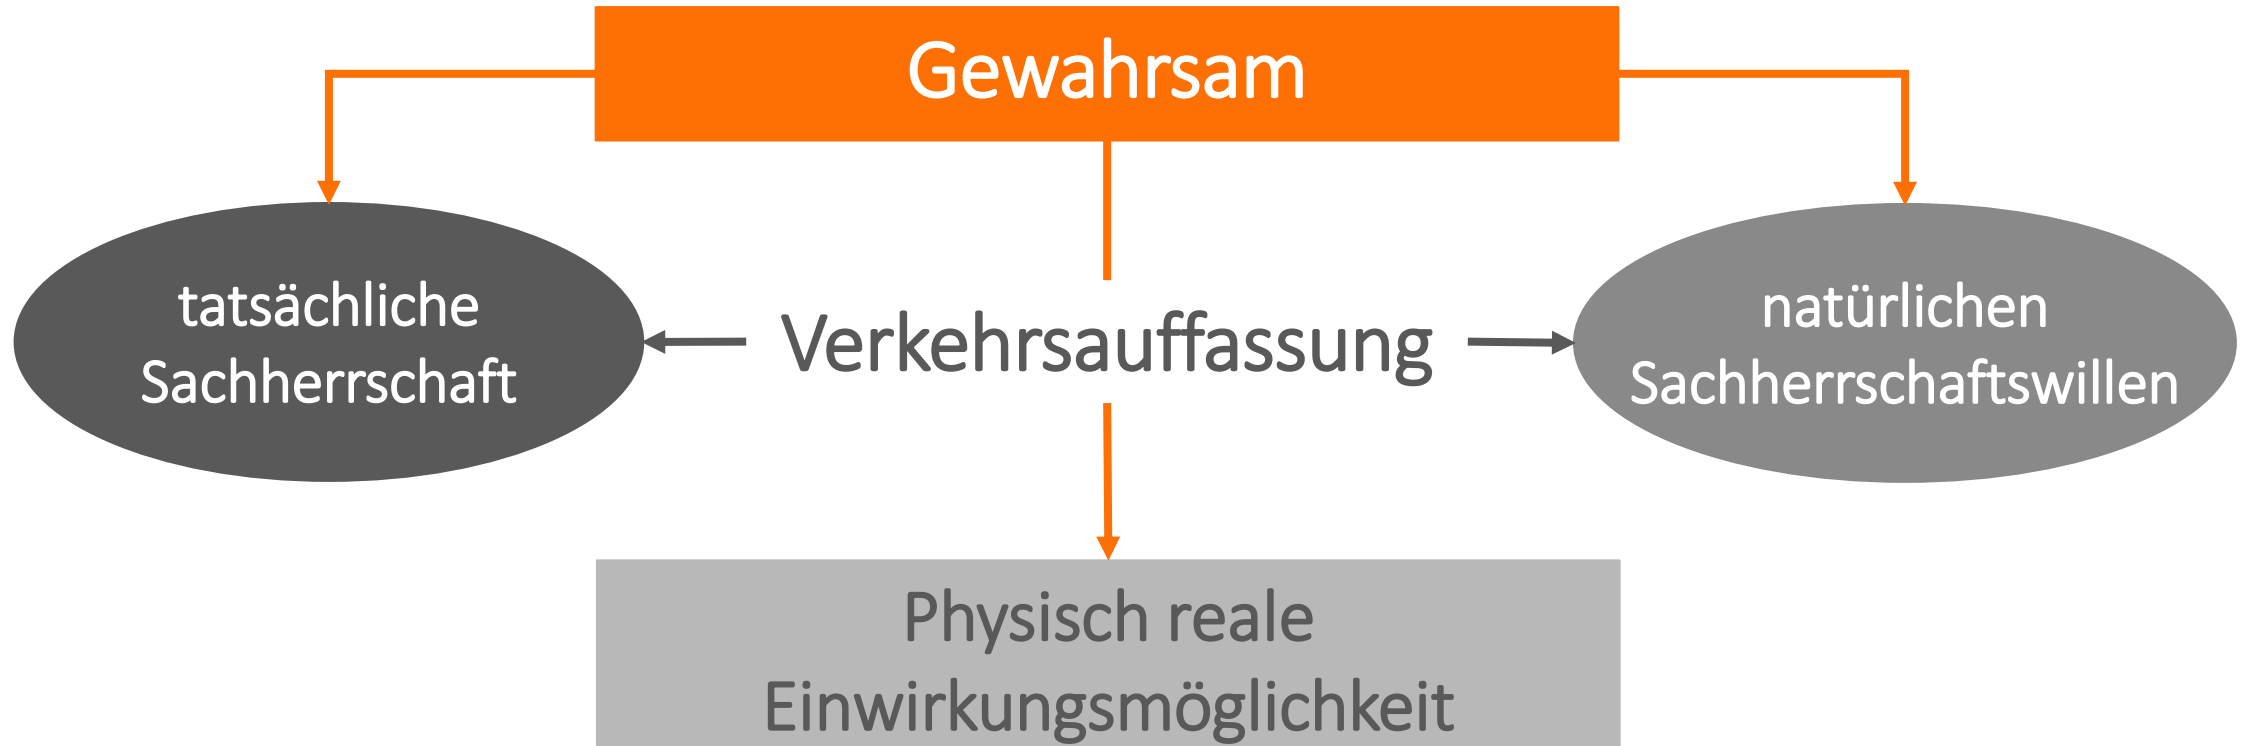 Gewahrsam
tatsächliche
Sachherrschaft
Verkehrsauffassung
natürlichen
Sachherrschaftswillen
Physisch reale
Einwirkungsmöglichkeit